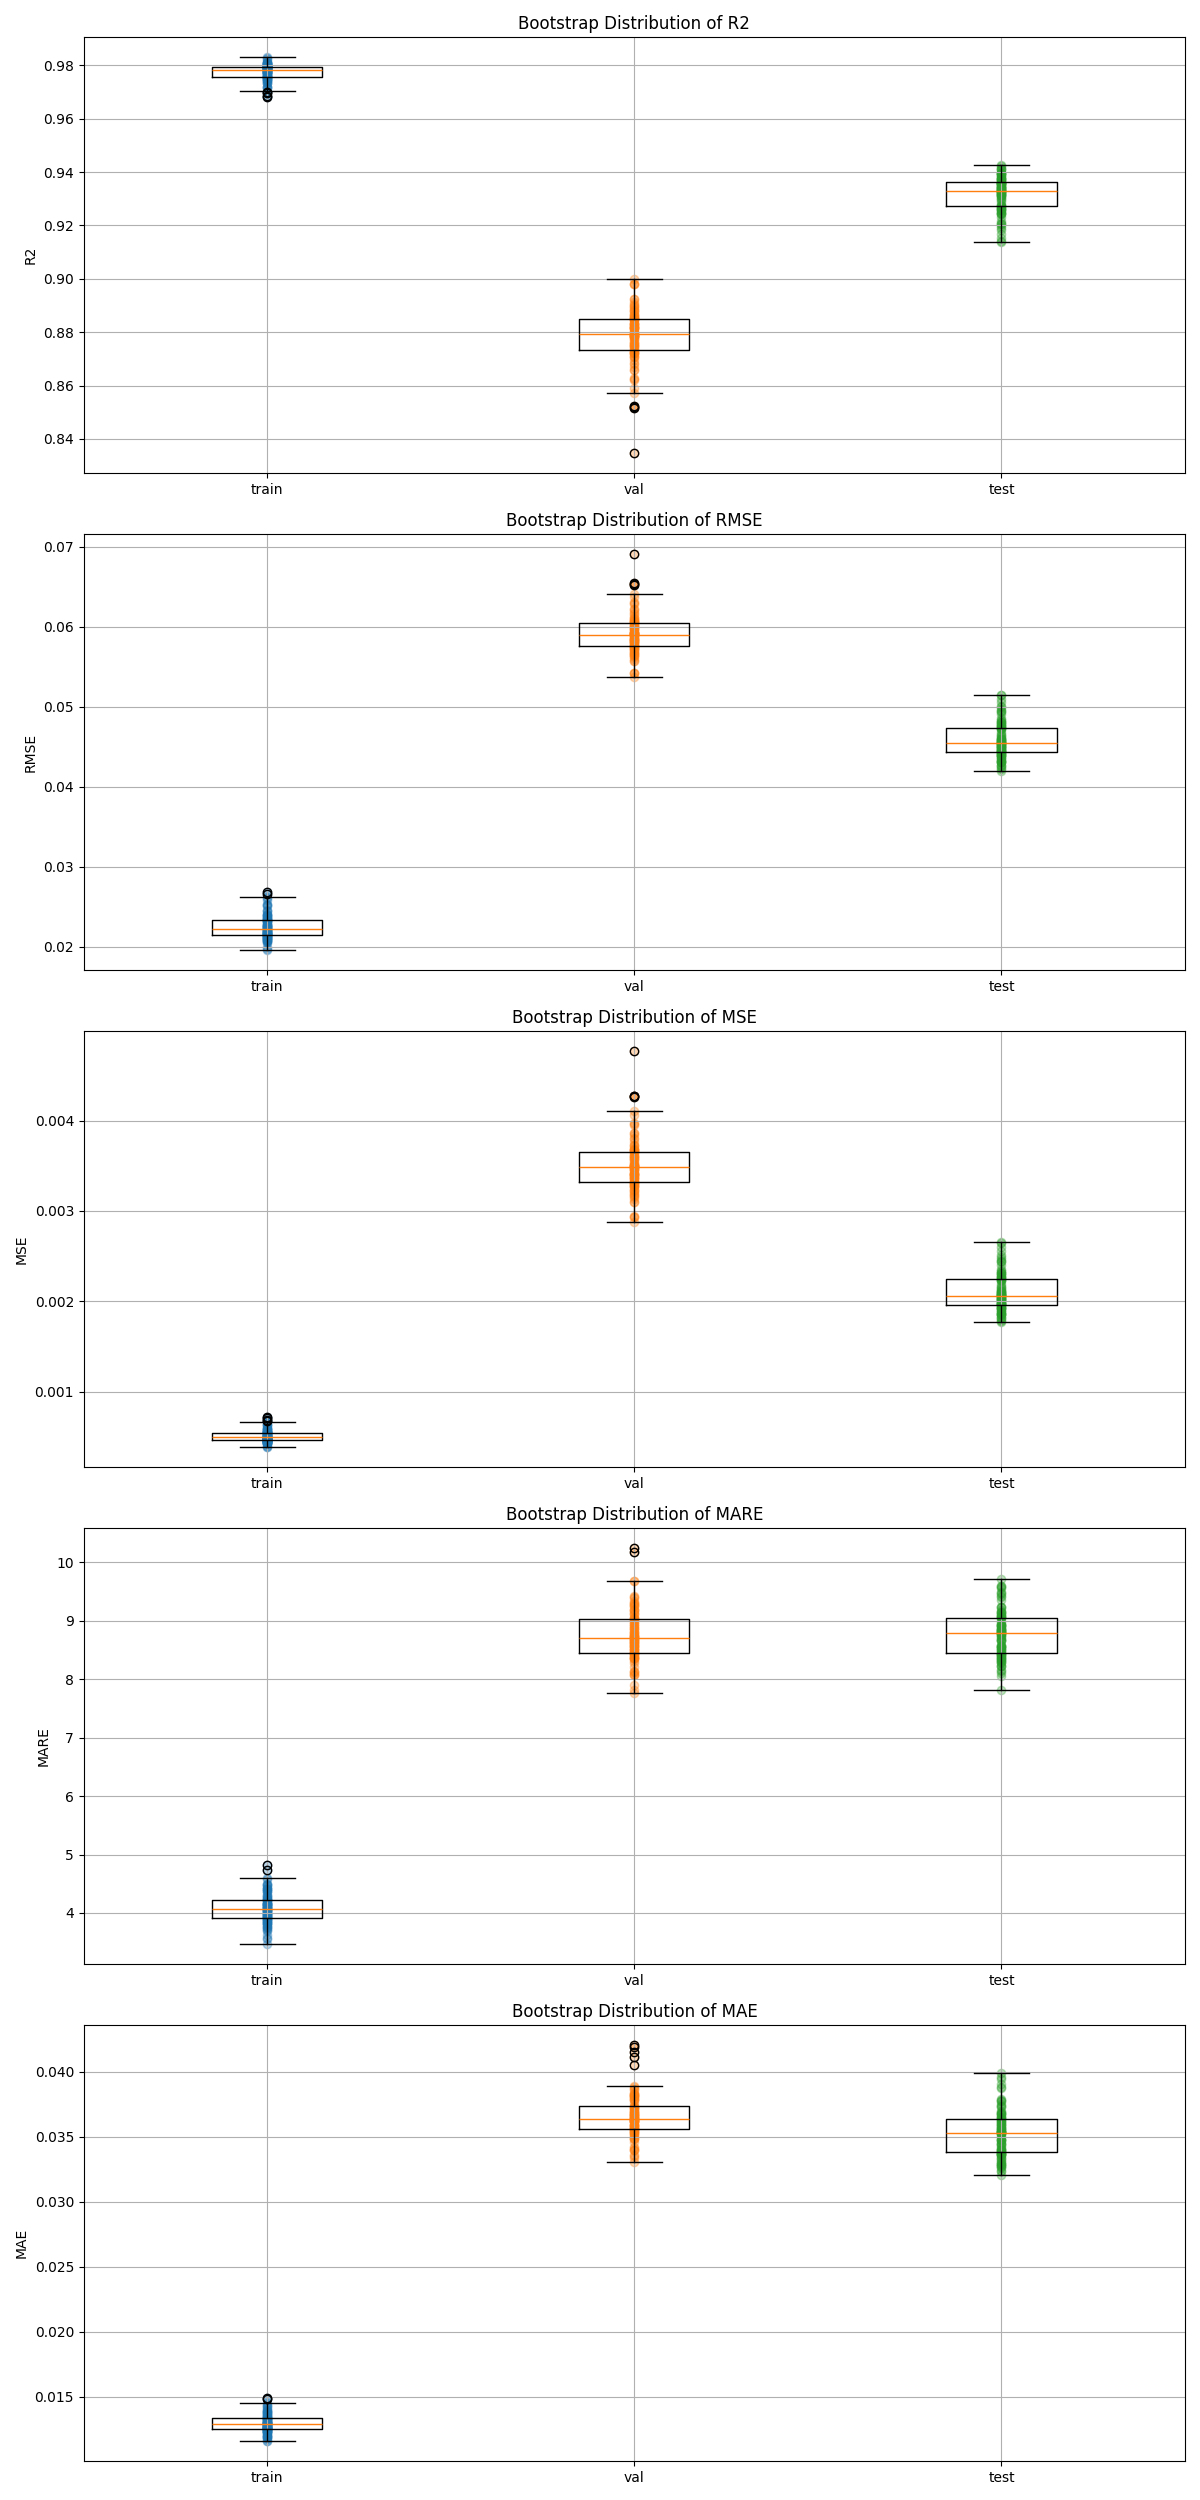 Bootstrap Distribution of R2
0.98
0.96
0.94
0.92
0.90
0.88
0.86
0.84
R2
train val test
Bootstrap Distribution of RMSE
0.07
0.06
0.05
0.04
0.03
0.02
RMSE
train val test
Bootstrap Distribution of MSE
0.004
0.003
0.002
0.001
MSE
train val test
Bootstrap Distribution of MARE
10
9
8
7
6
5
4
MARE
train val test
Bootstrap Distribution of MAE
0.040
0.035
0.030
0.025
0.020
0.015
MAE
train val test